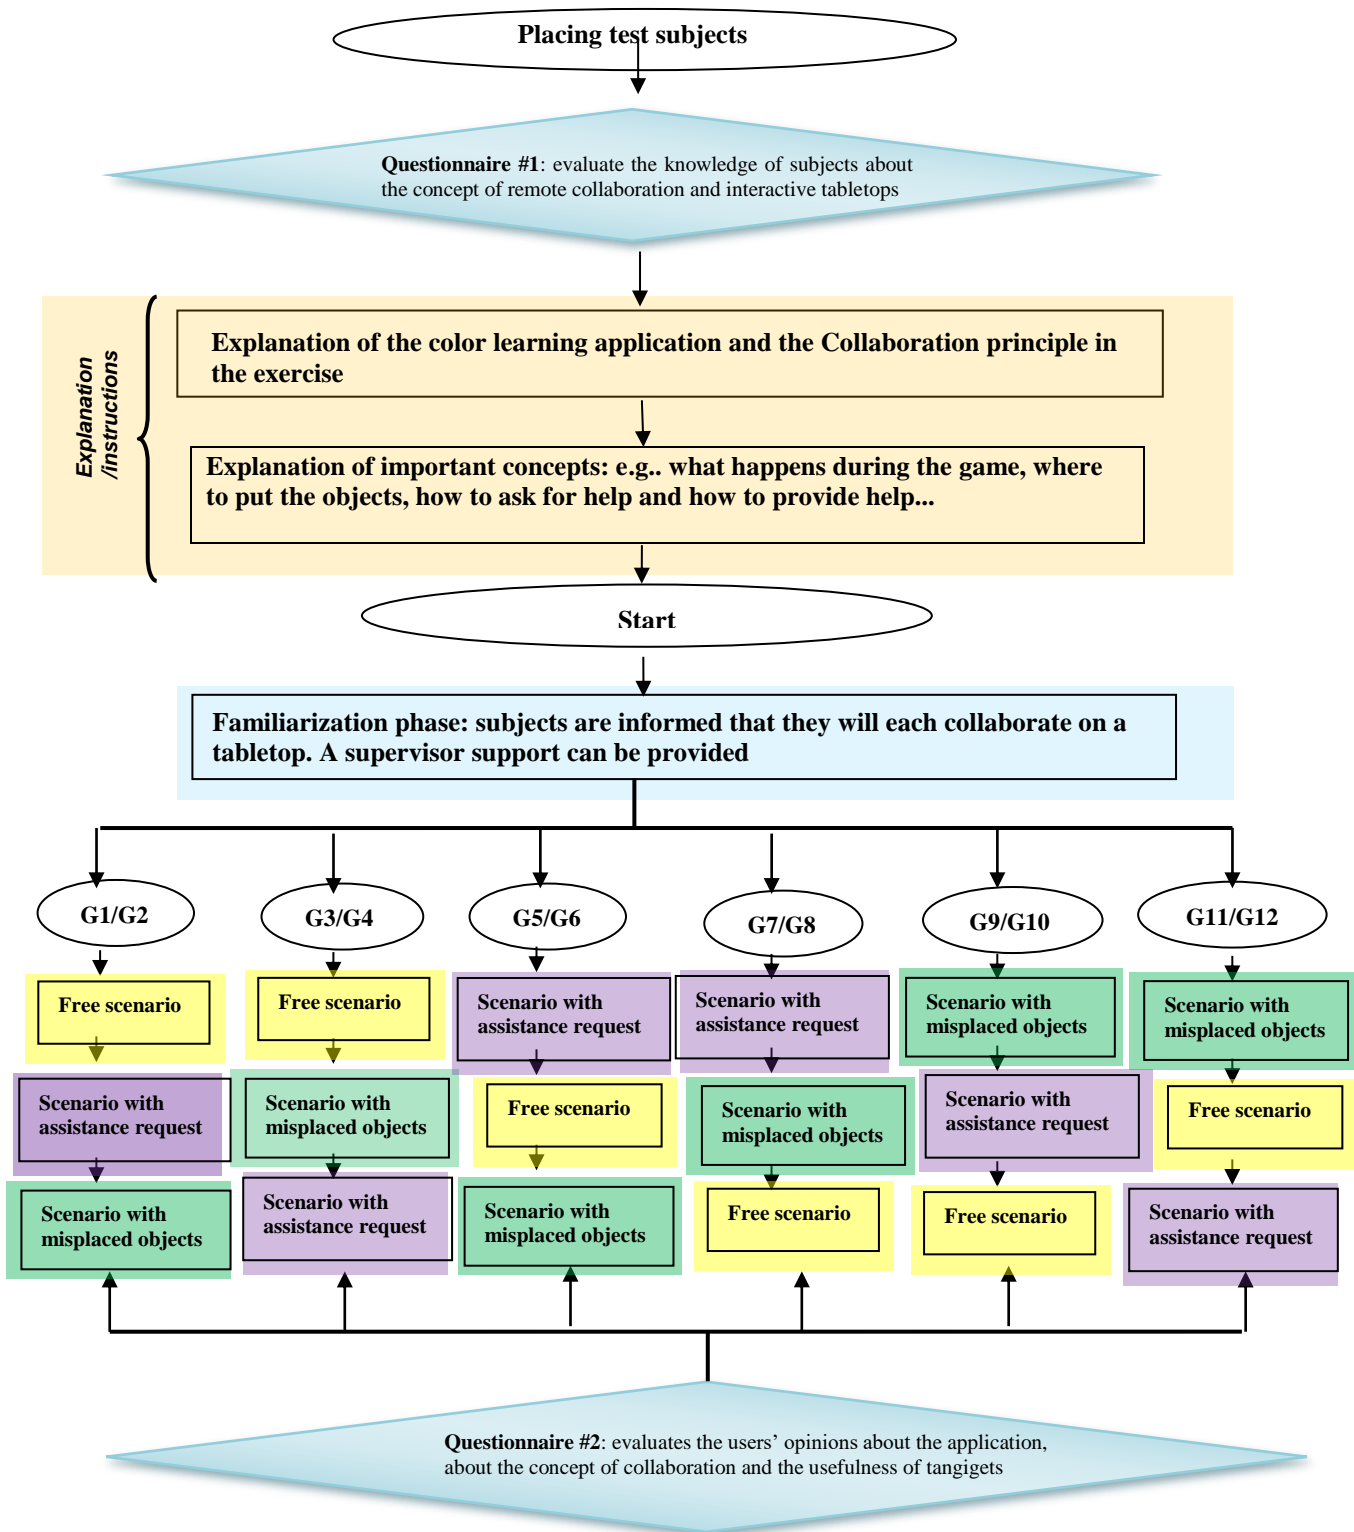 Placing test subjects
Questionnaire #1: evaluate the knowledge of subjects about
the concept of remote collaboration and interactive tabletops
Explanation
/instructions
Explanation of the color learning application and the Collaboration principle in
the exercise
Explanation of important concepts: e.g.. what happens during the game, where
to put the objects, how to ask for help and how to provide help...
Start
Familiarization phase: subjects are informed that they will each collaborate on a
tabletop. A supervisor support can be provided
G1/G2
G3/G4
G5/G6
G7/G8
G9/G10
G11/G12
Free scenario
Free scenario
Scenario with
assistance request
Scenario with
assistance request
Scenario with
misplaced objects
Scenario with
misplaced objects
Scenario with
assistance request
Scenario with
misplaced objects
Free scenario
Scenario with
misplaced objects
Scenario with
assistance request
Free scenario
Scenario with
misplaced objects
Scenario with
assistance request
Scenario with
misplaced objects
Free scenario
Free scenario
Scenario with
assistance request
Questionnaire #2: evaluates the users’ opinions about the application,
about the concept of collaboration and the usefulness of tangigets